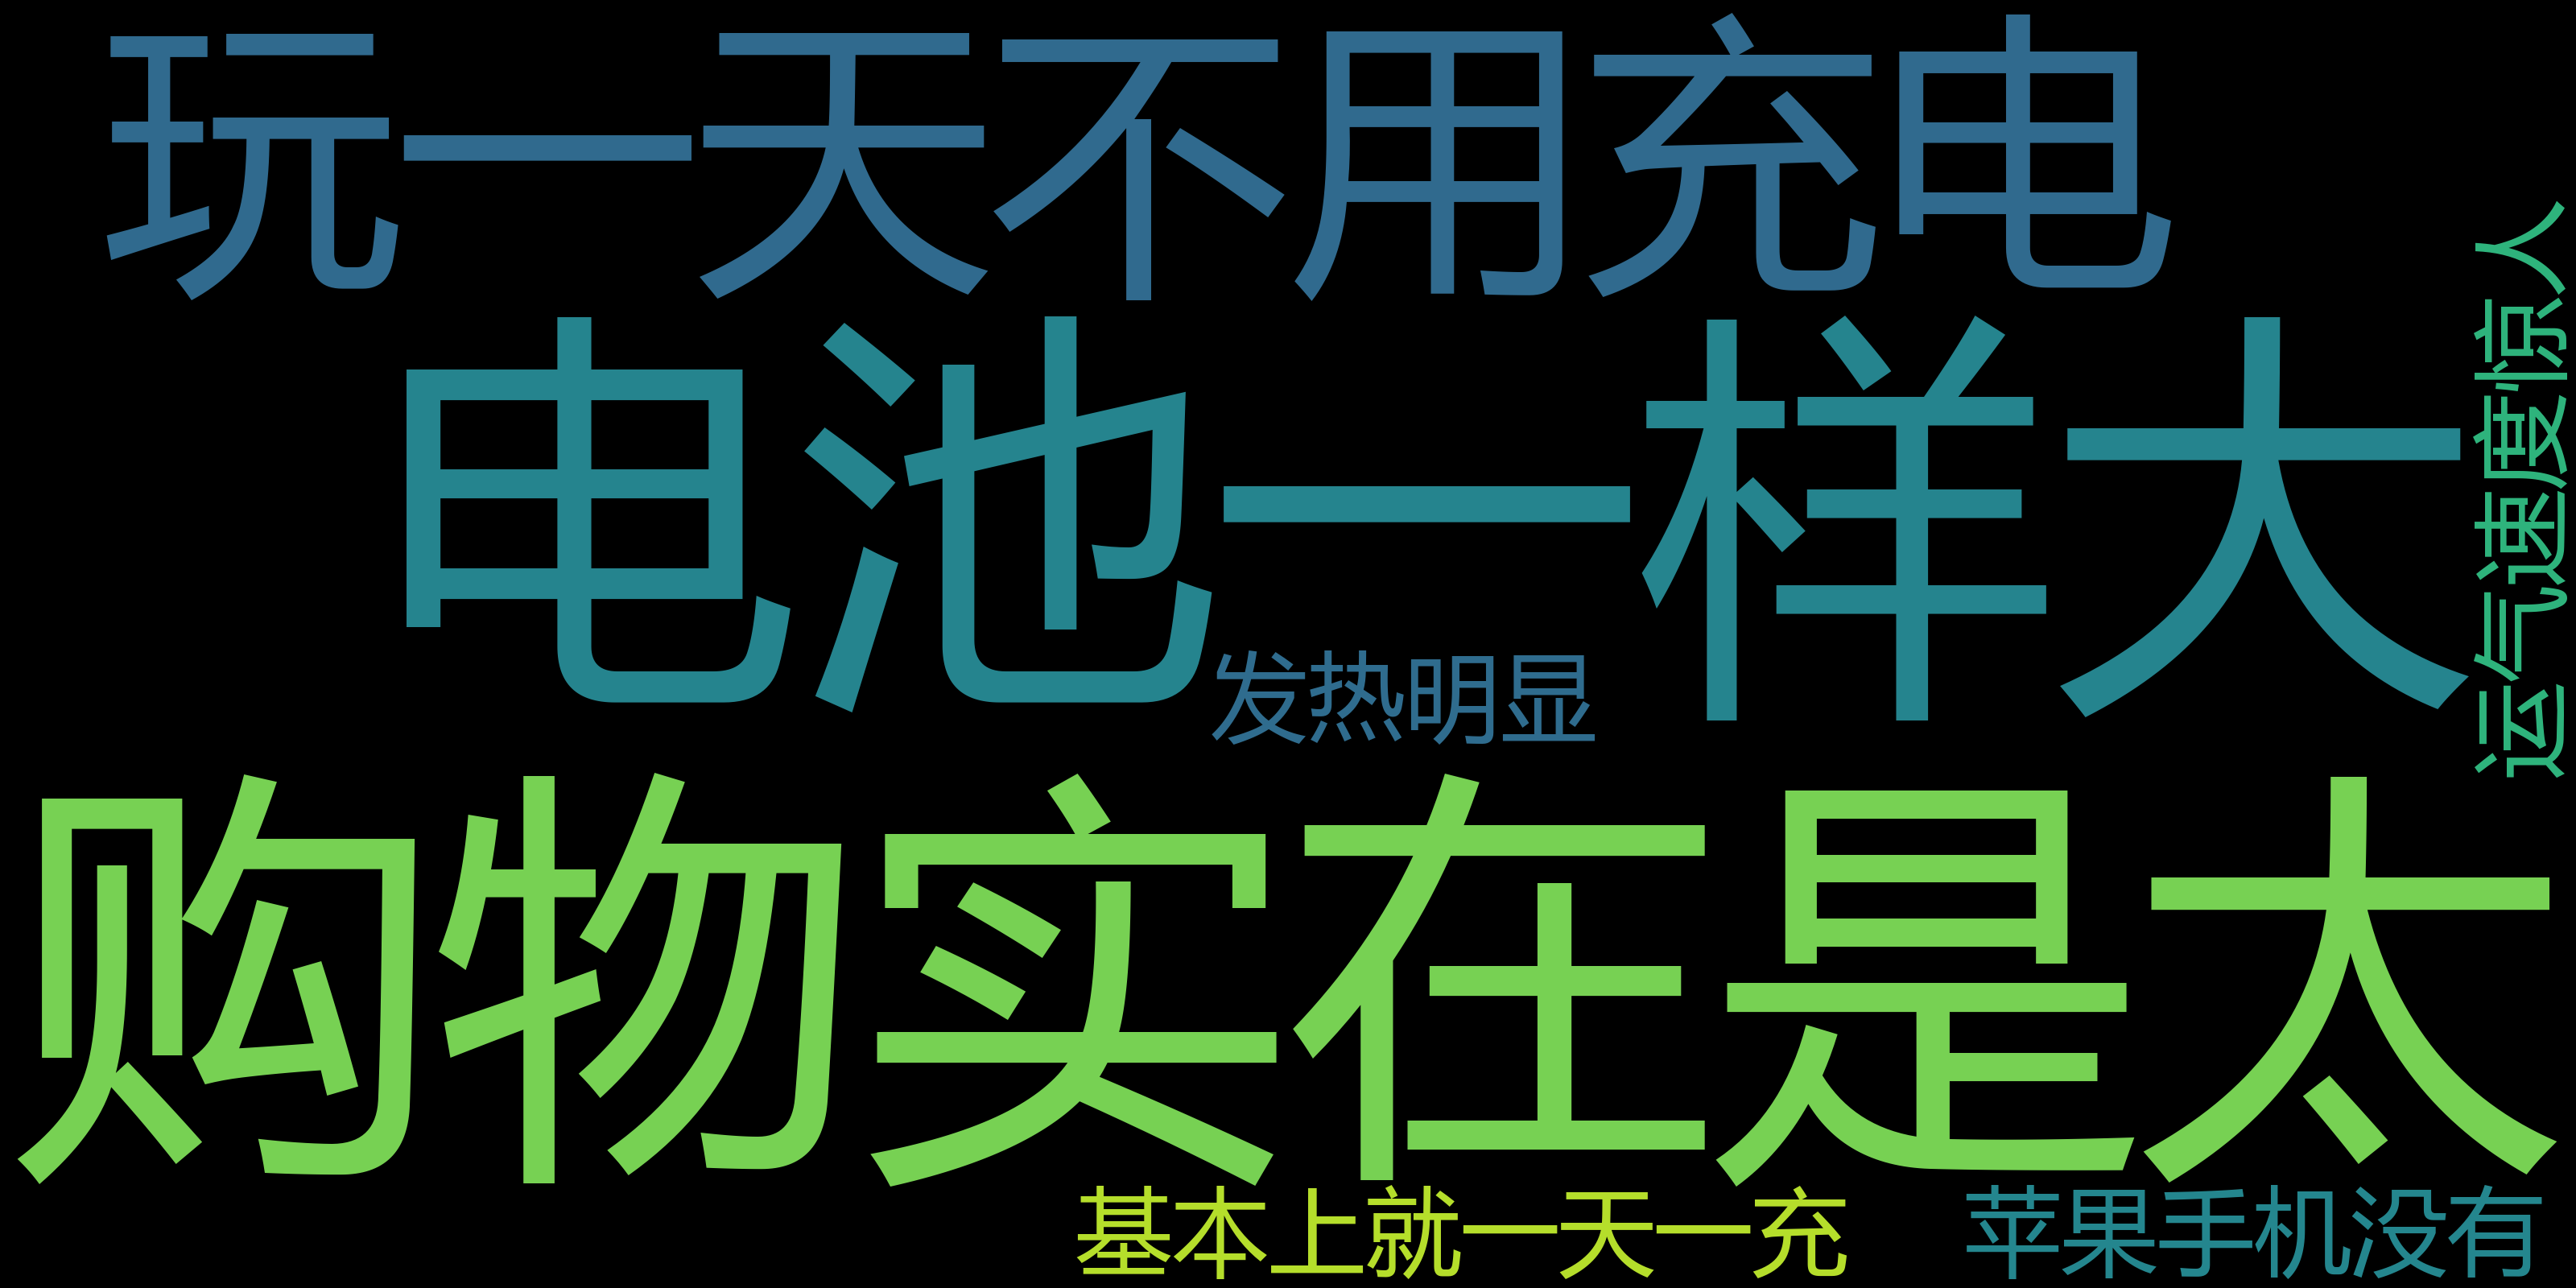 玩一天不用充电
电池一样大
运气速度惊人
发热明显
购物实在是太
基本上就一天一充
苹果手机没有